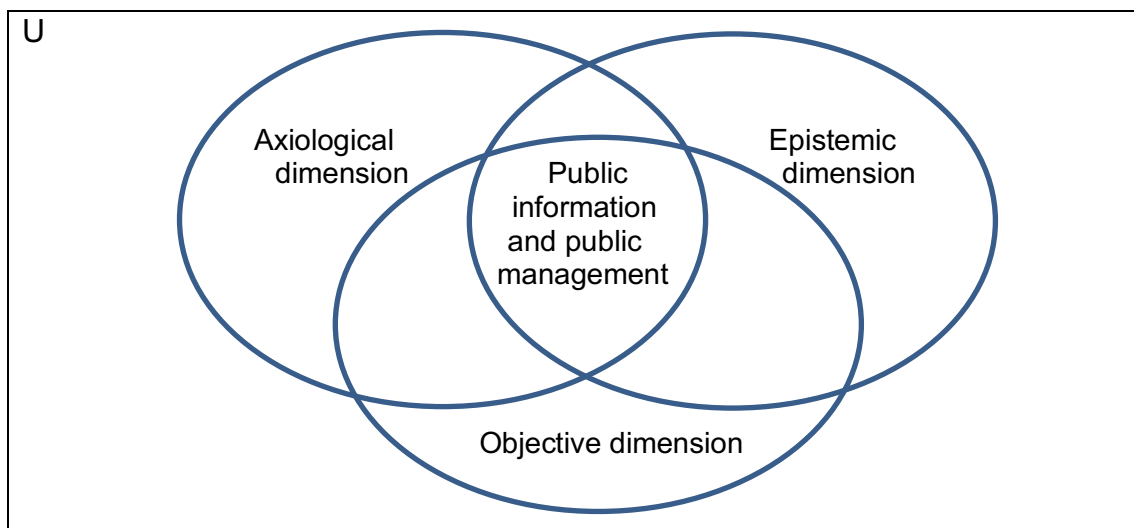 U
Axiological
dimension
Epistemic
dimension
Public
information
and public
management
Objective dimension